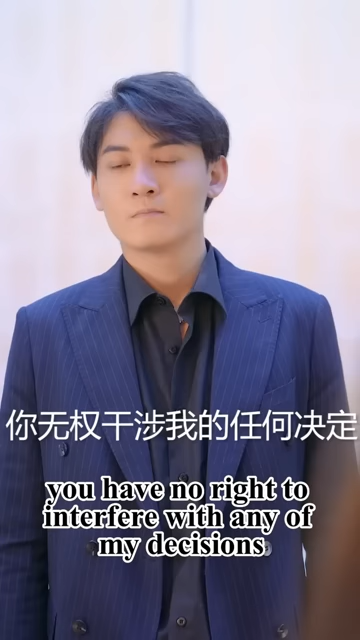 你无权干涉我的任何决定
you have no right to
interfere with any of
my decisions